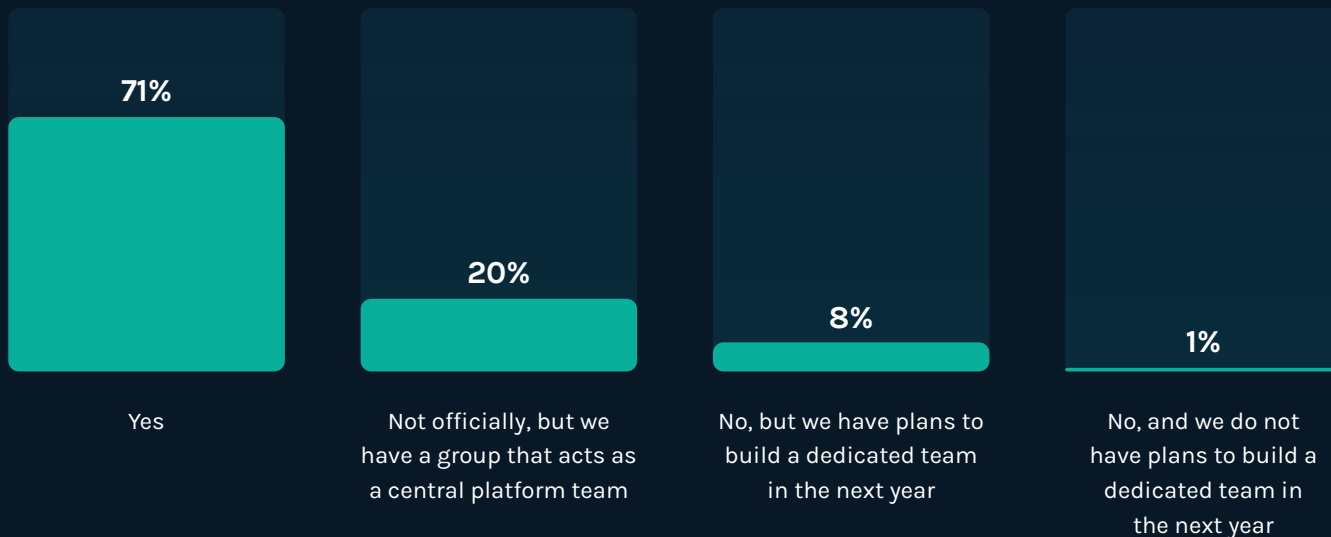 71%
20%
8%
1%
Yes
Not officially, but we
have a group that acts as
a central platform team
No, but we have plans to
build a dedicated team
in the next year
No, and we do not
have plans to build a
dedicated team in
the next year